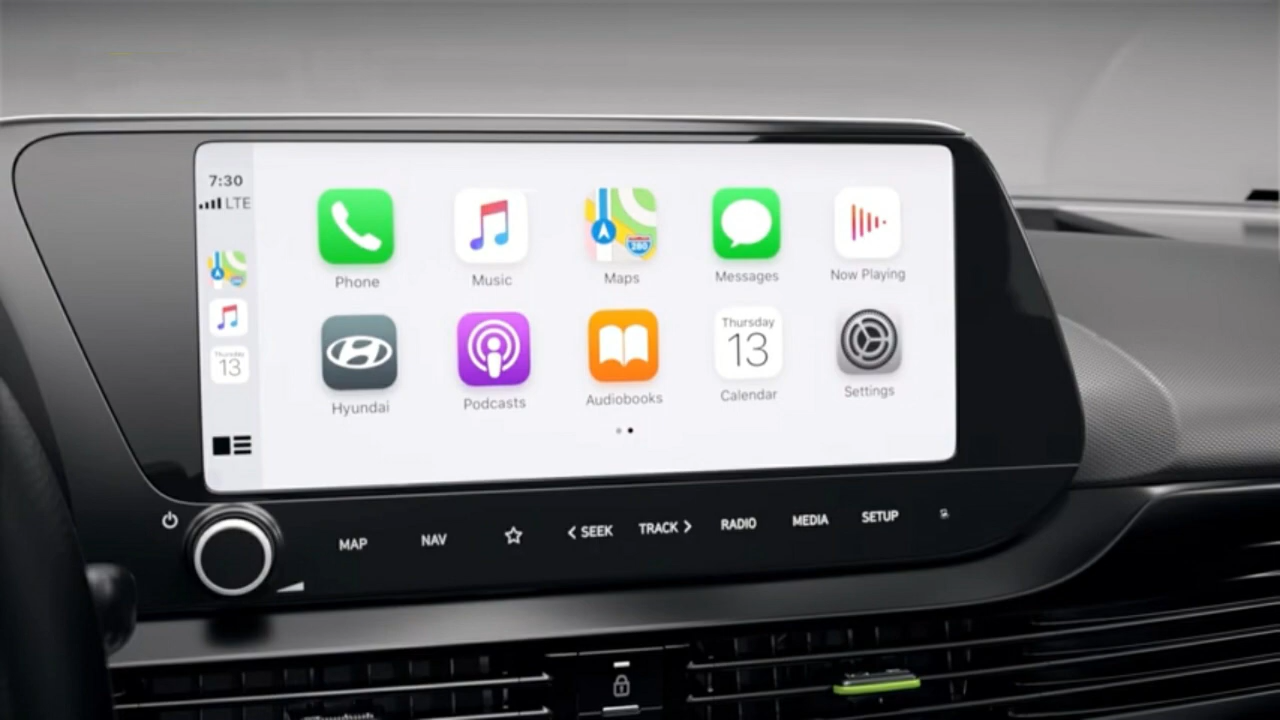 7:30
LTE
Phone
Music
Maps
Messages
Now Playing
280
Thursday
13
Thursday
13
Hyundai
Podcasts
Audiobooks
Calendar
Settings
MAP
NAV
SEEK
TRACK
RADIO
MEDIA
SETUP